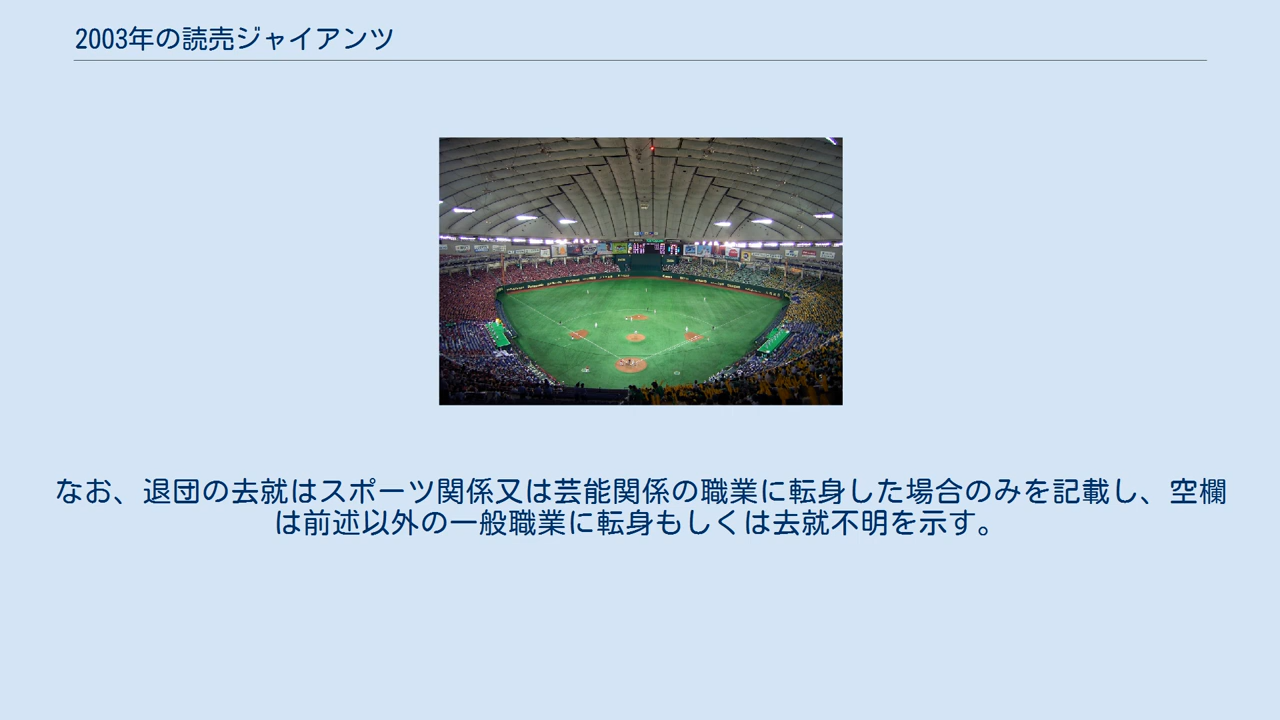 2003年の読売ジャイアンツ
なお、退団の去就はスポーツ関係又は芸能関係の職業に転身した場合のみを記載し、空欄
は前述以外の一般職業に転身もしくは去就不明を示す。